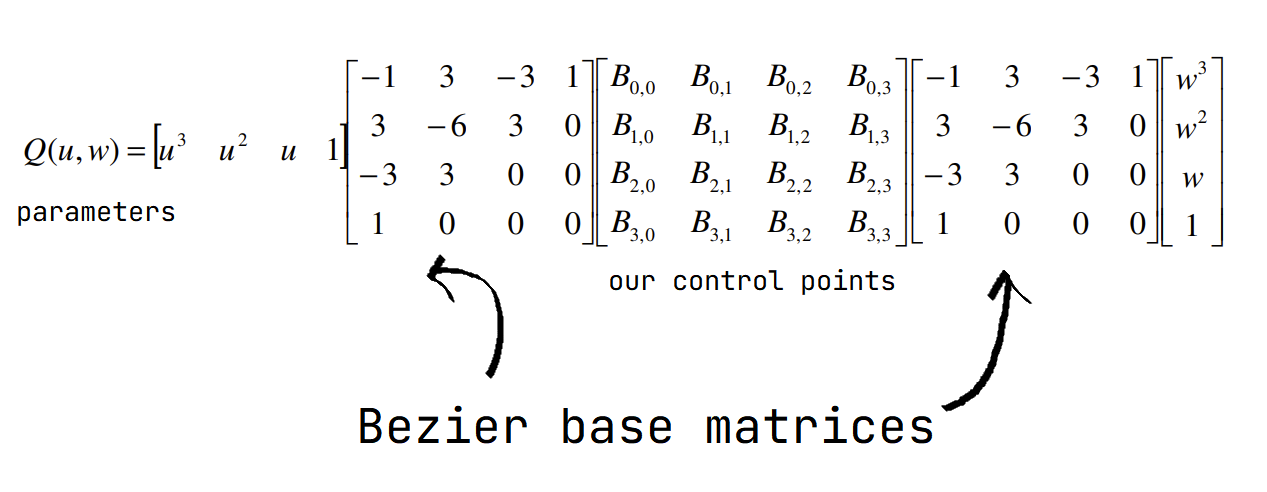 Q(u, w) = [u³ u² u 1] [−1 3 −3 1; 3 −6 3 0; −3 3 0 0; 1 0 0 0] [B₀,₀ B₀,₁ B₀,₂ B₀,₃; B₁,₀ B₁,₁ B₁,₂ B₁,₃; B₂,₀ B₂,₁ B₂,₂ B₂,₃; B₃,₀ B₃,₁ B₃,₂ B₃,₃] [−1 3 −3 1; 3 −6 3 0; −3 3 0 0; 1 0 0 0] [w³; w²; w; 1]
parameters
our control points
Bezier base matrices